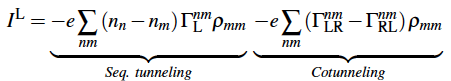 I^L = −e∑_{nm} (n_n − n_m) Γ_L^{nm} ρ_{mm} −e∑_{nm} (Γ_{LR}^{nm} − Γ_{RL}^{nm}) ρ_{mm}
Seq. tunneling Cotunneling